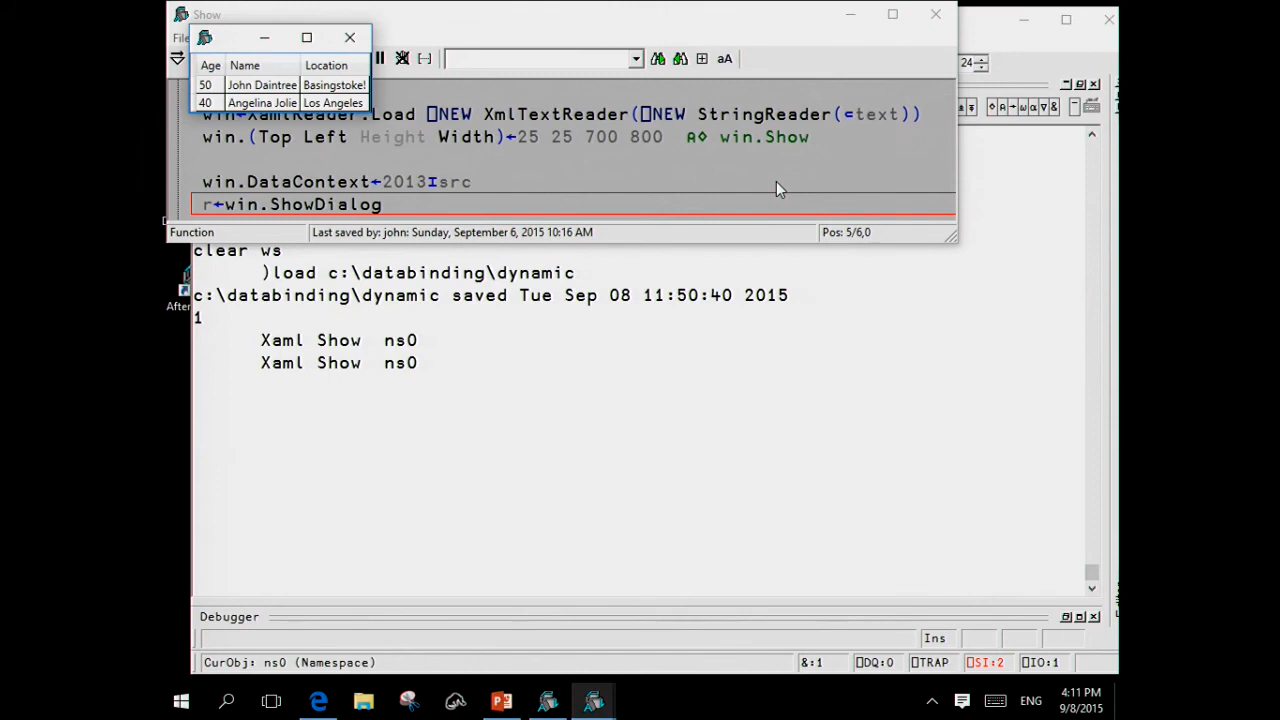 Show
File
Age Name Location
50 John Daintree Basingstoke!
40 Angelina Jolie Los Angeles
aA
24
win←XamlReader.Load ⎕NEW XmlTextReader(⎕NEW StringReader(⊂text))
win.(Top Left Height Width)←25 25 700 800 ⍝⋄ win.Show
win.DataContext←2013⌶src
r←win.ShowDialog
Function
Last saved by: john: Sunday, September 6, 2015 10:16 AM
Pos: 5/6,0
clear ws
)load c:\databinding\dynamic
c:\databinding\dynamic saved Tue Sep 08 11:50:40 2015
1
Xaml Show ns0
Xaml Show ns0
After
Debugger
Ins
CurObj: ns0 (Namespace)
&:1
⎕DQ:0
⎕TRAP
⎕SI:2
⎕IO:1
ENG
4:11 PM
9/8/2015